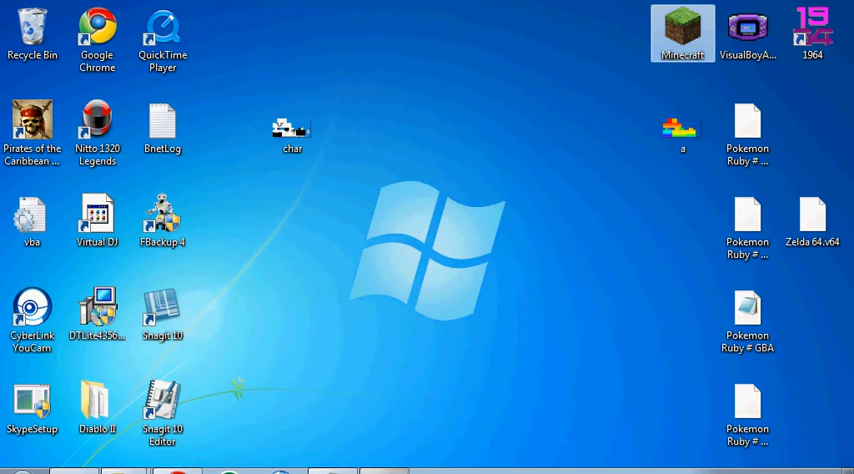 Recycle Bin
Google
Chrome
QuickTime
Player
Minecraft
VisualBoyA...
19
64
1964
Pirates of the
Caribbean ...
Nitto 1320
Legends
BnetLog
char
a
Pokemon
Ruby # ...
vba
Virtual DJ
FBackup 4
Pokemon
Ruby # ...
Zelda 64.v64
CyberLink
YouCam
DTLite4356...
Snagit 10
Pokemon
Ruby # GBA
SkypeSetup
Diablo II
Snagit 10
Editor
Pokemon
Ruby # ...